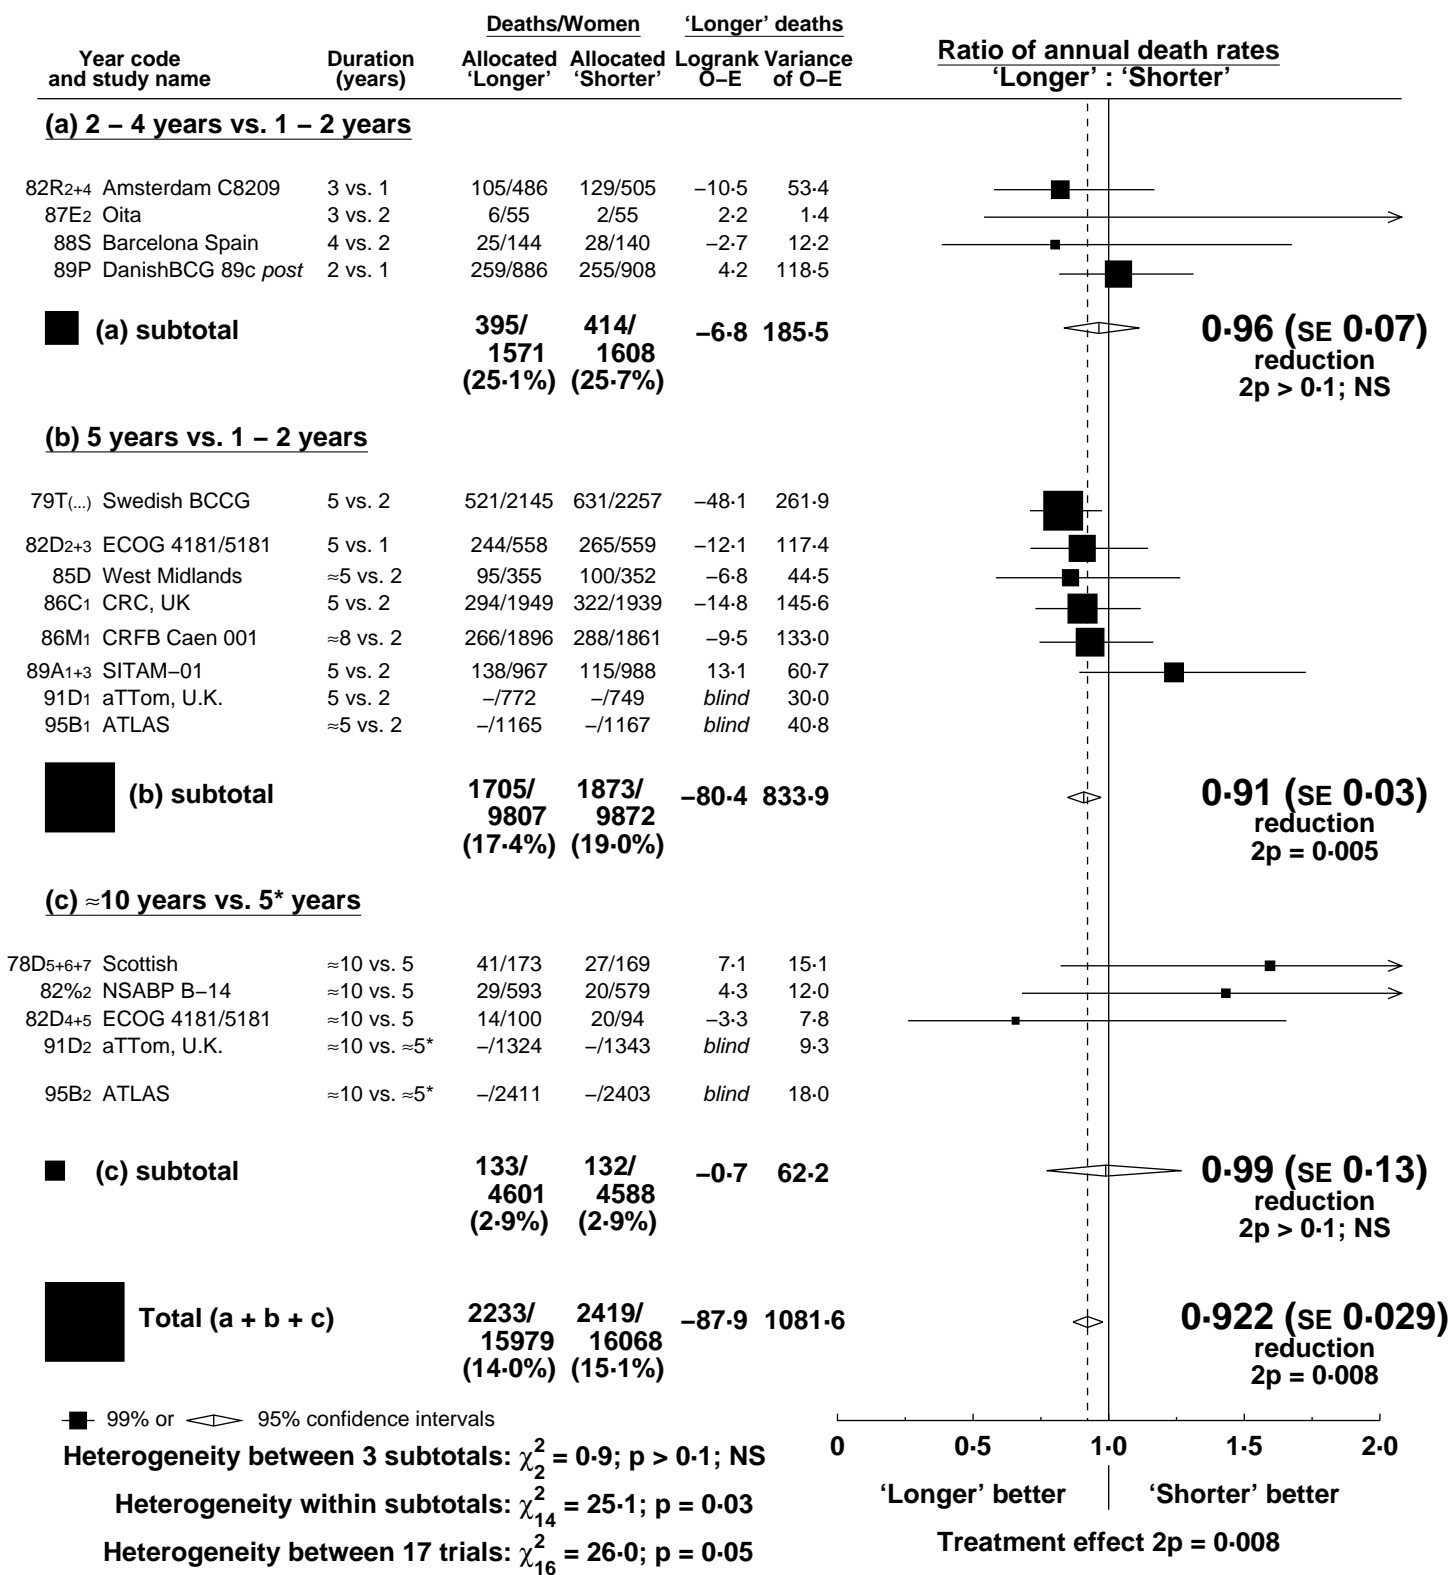 Deaths/Women ‘Longer’ deaths
Year code Duration Allocated Allocated Logrank Variance Ratio of annual death rates
and study name (years) ‘Longer’ ‘Shorter’ O–E of O–E ‘Longer’ : ‘Shorter’
(a) 2 – 4 years vs. 1 – 2 years
82R2+4 Amsterdam C8209 3 vs. 1 105/486 129/505 –10·5 53·4
87E2 Oita 3 vs. 2 6/55 2/55 2·2 1·4
88S Barcelona Spain 4 vs. 2 25/144 28/140 –2·7 12·2
89P DanishBCG 89c post 2 vs. 1 259/886 255/908 4·2 118·5
(a) subtotal 395/ 414/ –6·8 185·5 0·96 (SE 0·07)
1571 1608 reduction
(25·1%) (25·7%) 2p > 0·1; NS
(b) 5 years vs. 1 – 2 years
79T(...) Swedish BCCG 5 vs. 2 521/2145 631/2257 –48·1 261·9
82D2+3 ECOG 4181/5181 5 vs. 1 244/558 265/559 –12·1 117·4
85D West Midlands ≈5 vs. 2 95/355 100/352 –6·8 44·5
86C1 CRC, UK 5 vs. 2 294/1949 322/1939 –14·8 145·6
86M1 CRFB Caen 001 ≈8 vs. 2 266/1896 288/1861 –9·5 133·0
89A1+3 SITAM–01 5 vs. 2 138/967 115/988 13·1 60·7
91D1 aTTom, U.K. 5 vs. 2 –/772 –/749 blind 30·0
95B1 ATLAS ≈5 vs. 2 –/1165 –/1167 blind 40·8
(b) subtotal 1705/ 1873/ –80·4 833·9 0·91 (SE 0·03)
9807 9872 reduction
(17·4%) (19·0%) 2p = 0·005
(c) ≈10 years vs. 5* years
78D5+6+7 Scottish ≈10 vs. 5 41/173 27/169 7·1 15·1
82%2 NSABP B–14 ≈10 vs. 5 29/593 20/579 4·3 12·0
82D4+5 ECOG 4181/5181 ≈10 vs. 5 14/100 20/94 –3·3 7·8
91D2 aTTom, U.K. ≈10 vs. ≈5* –/1324 –/1343 blind 9·3
95B2 ATLAS ≈10 vs. ≈5* –/2411 –/2403 blind 18·0
(c) subtotal 133/ 132/ –0·7 62·2 0·99 (SE 0·13)
4601 4588 reduction
(2·9%) (2·9%) 2p > 0·1; NS
Total (a + b + c) 2233/ 2419/ –87·9 1081·6 0·922 (SE 0·029)
15979 16068 reduction
(14·0%) (15·1%) 2p = 0·008
99% or 95% confidence intervals
0 0·5 1·0 1·5 2·0
Heterogeneity between 3 subtotals: χ²₂ = 0·9; p > 0·1; NS
‘Longer’ better ‘Shorter’ better
Heterogeneity within subtotals: χ²₁₄ = 25·1; p = 0·03
Treatment effect 2p = 0·008
Heterogeneity between 17 trials: χ²₁₆ = 26·0; p = 0·05